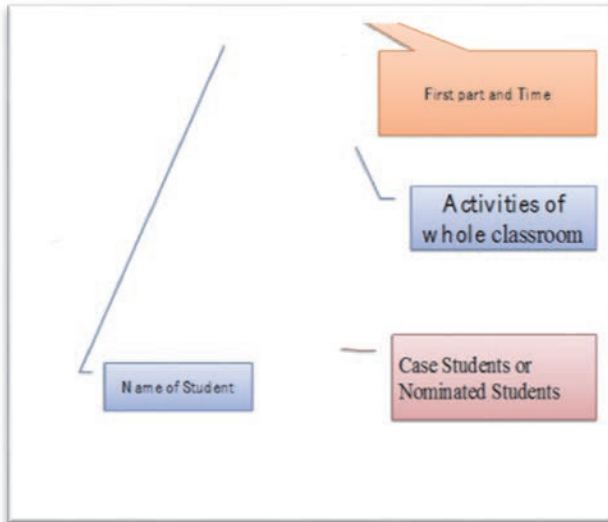 First part and Time
Activities of
whole classroom
Case Students or
Nominated Students
Name of Student